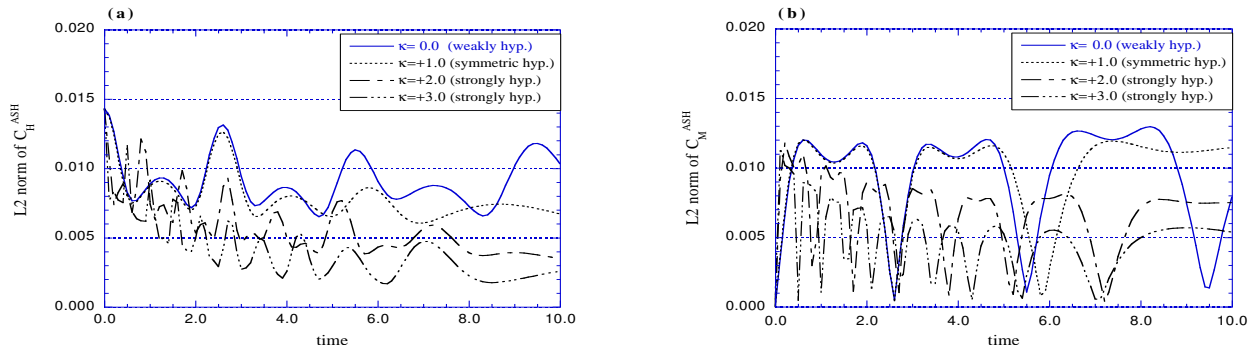 (a)
0.020
0.015
0.010
0.005
0.000
L2 norm of C_H^ASH
κ= 0.0 (weakly hyp.)
κ=+1.0 (symmetric hyp.)
κ=+2.0 (strongly hyp.)
κ=+3.0 (strongly hyp.)
0.0 2.0 4.0 6.0 8.0 10.0
time
(b)
0.020
0.015
0.010
0.005
0.000
L2 norm of C_M^ASH
κ= 0.0 (weakly hyp.)
κ=+1.0 (symmetric hyp.)
κ=+2.0 (strongly hyp.)
κ=+3.0 (strongly hyp.)
0.0 2.0 4.0 6.0 8.0 10.0
time